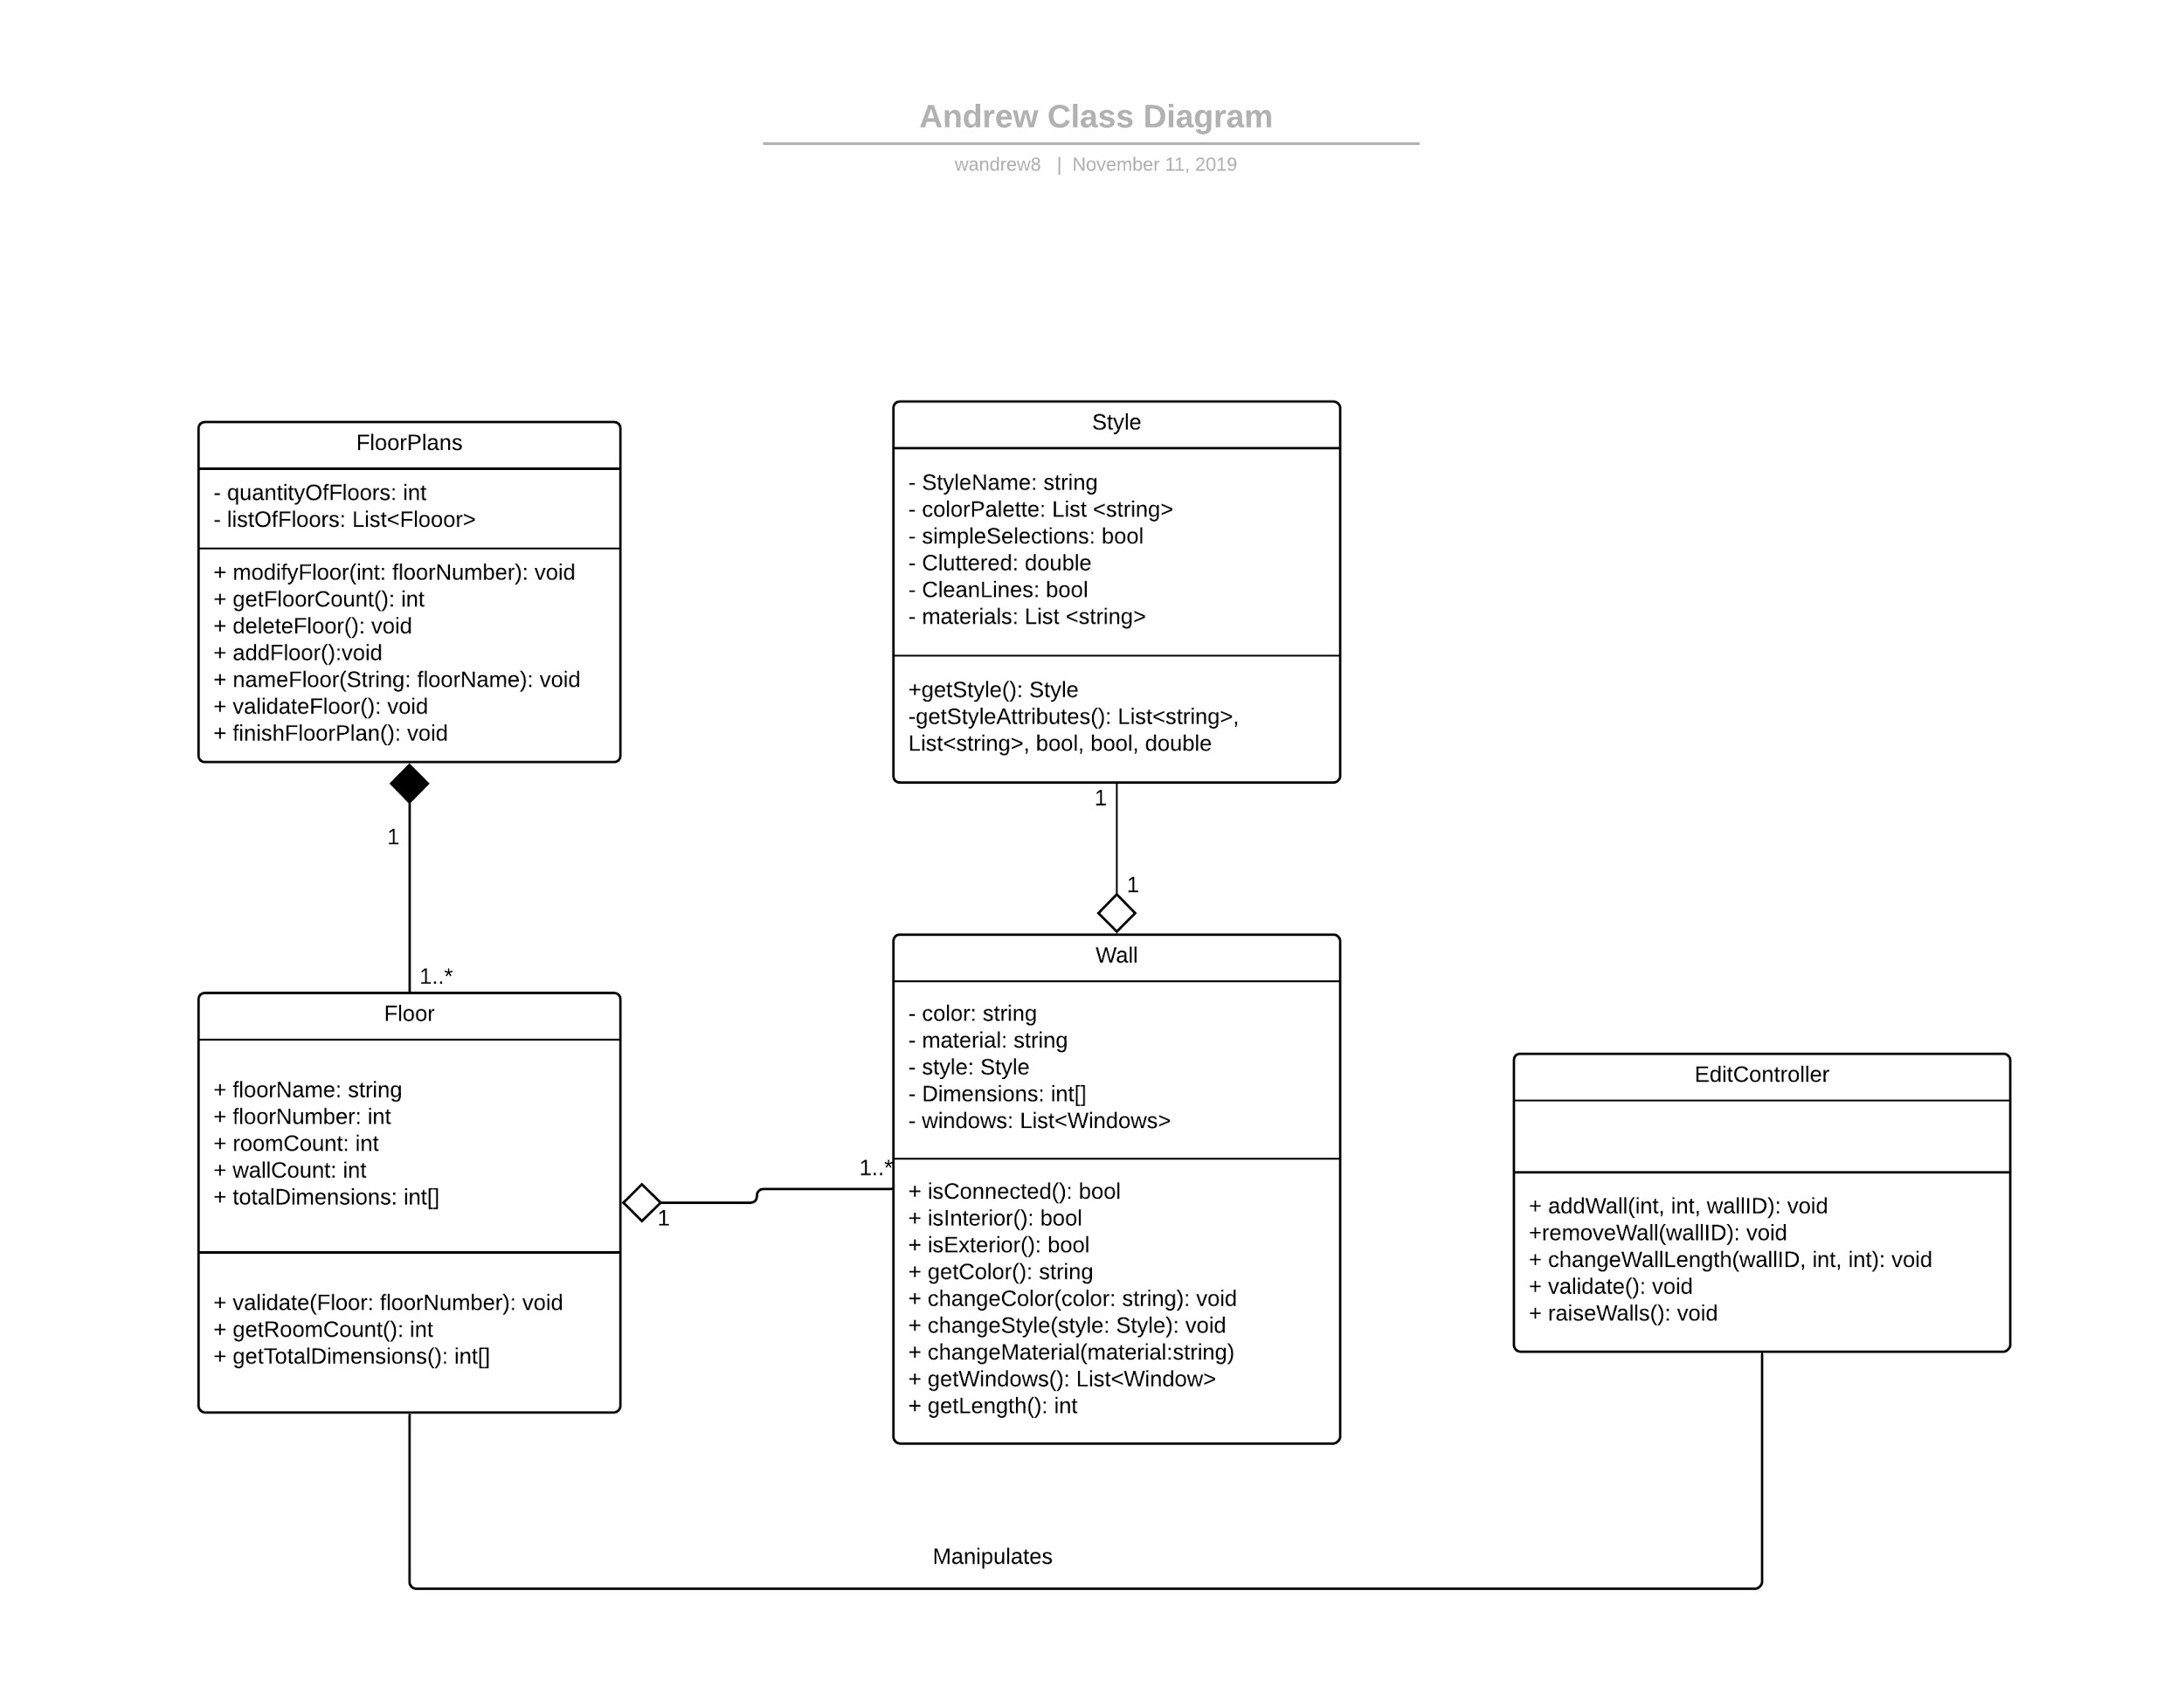 Andrew Class Diagram
wandrew8 | November 11, 2019
FloorPlans
- quantityOfFloors: int
- listOfFloors: List<Flooor>
+ modifyFloor(int: floorNumber): void
+ getFloorCount(): int
+ deleteFloor(): void
+ addFloor():void
+ nameFloor(String: floorName): void
+ validateFloor(): void
+ finishFloorPlan(): void
1
1..*
Floor
+ floorName: string
+ floorNumber: int
+ roomCount: int
+ wallCount: int
+ totalDimensions: int[]
+ validate(Floor: floorNumber): void
+ getRoomCount(): int
+ getTotalDimensions: int[]
1
1..*
Style
- StyleName: string
- colorPalette: List <string>
- simpleSelections: bool
- Cluttered: double
- CleanLines: bool
- materials: List <string>
+getStyle(): Style
-getStyleAttributes(): List<string>,
List<string>, bool, bool, double
1
1
Wall
- color: string
- material: string
- style: Style
- Dimensions: int[]
- windows: List<Windows>
+ isConnected(): bool
+ isInterior(): bool
+ isExterior(): bool
+ getColor(): string
+ changeColor(color: string): void
+ changeStyle(style: Style): void
+ changeMaterial(material:string)
+ getWindows(): List<Window>
+ getLength(): int
EditController
+ addWall(int, int, wallID): void
+removeWall(wallID): void
+ changeWallLength(wallID, int, int): void
+ validate(): void
+ raiseWalls(): void
Manipulates